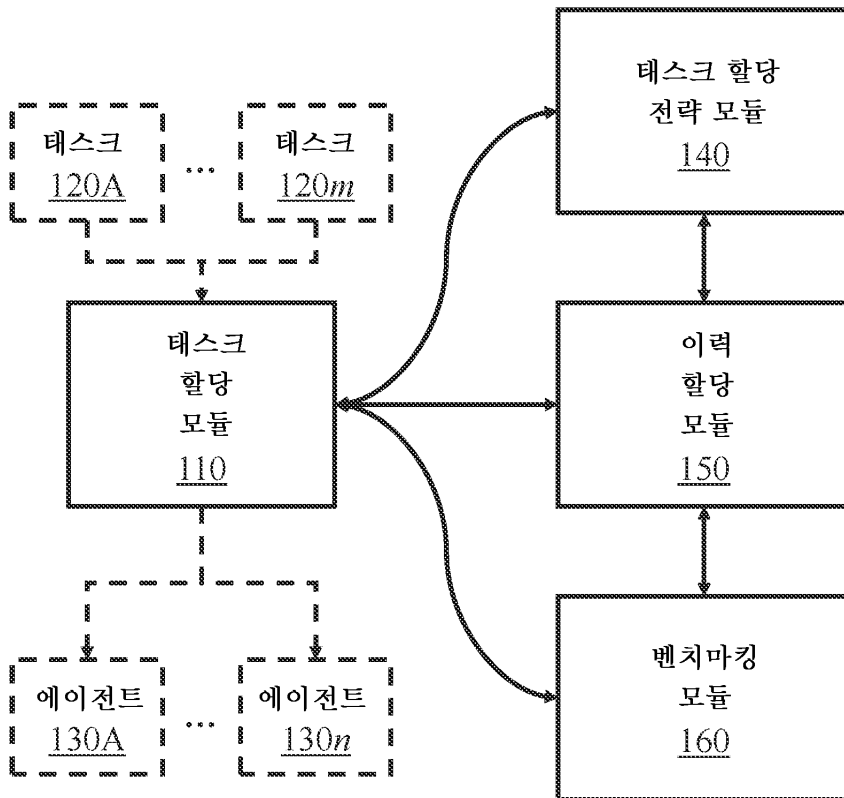 태스크 할당
전략 모듈
140
태스크
120A
...
태스크
120m
태스크
할당
모듈
110
이력
할당
모듈
150
에이전트
130A
...
에이전트
130n
벤치마킹
모듈
160